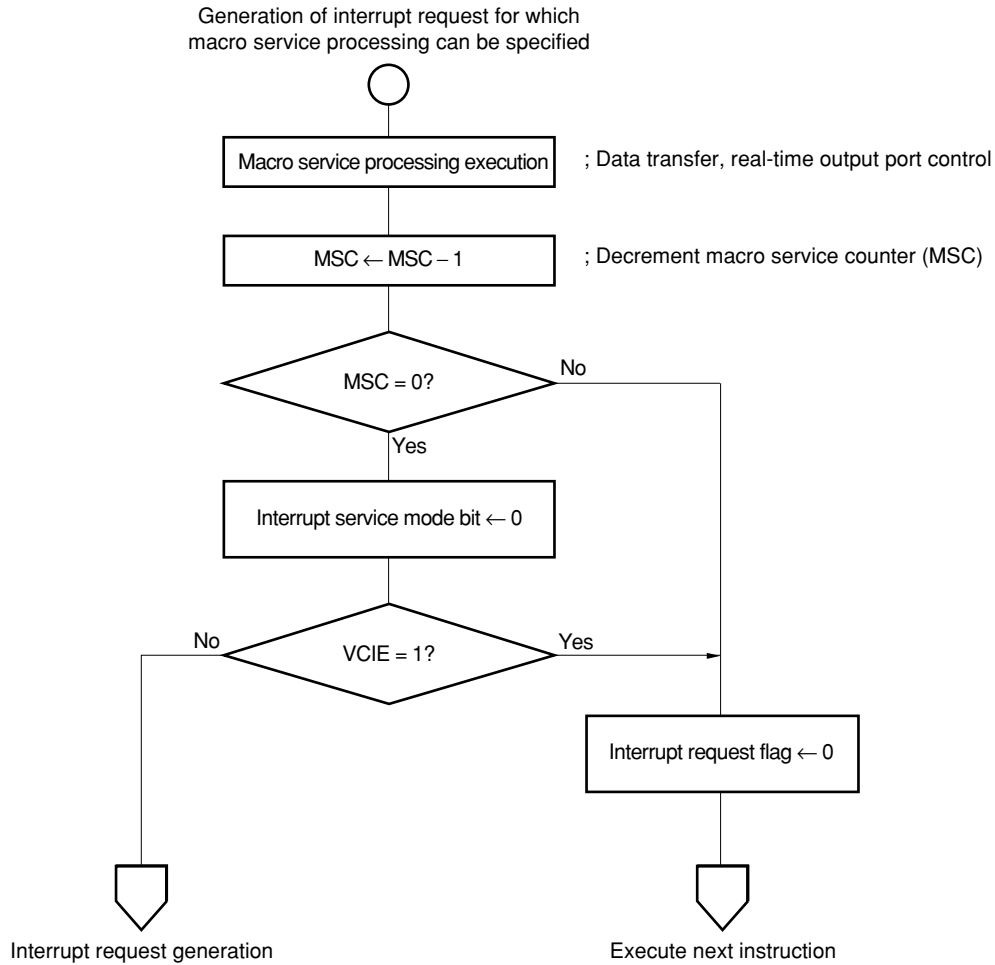 Generation of interrupt request for which
macro service processing can be specified
Macro service processing execution
; Data transfer, real-time output port control
MSC ← MSC − 1
; Decrement macro service counter (MSC)
MSC = 0?
No
Yes
Interrupt service mode bit ← 0
No
VCIE = 1?
Yes
Interrupt request flag ← 0
Interrupt request generation
Execute next instruction